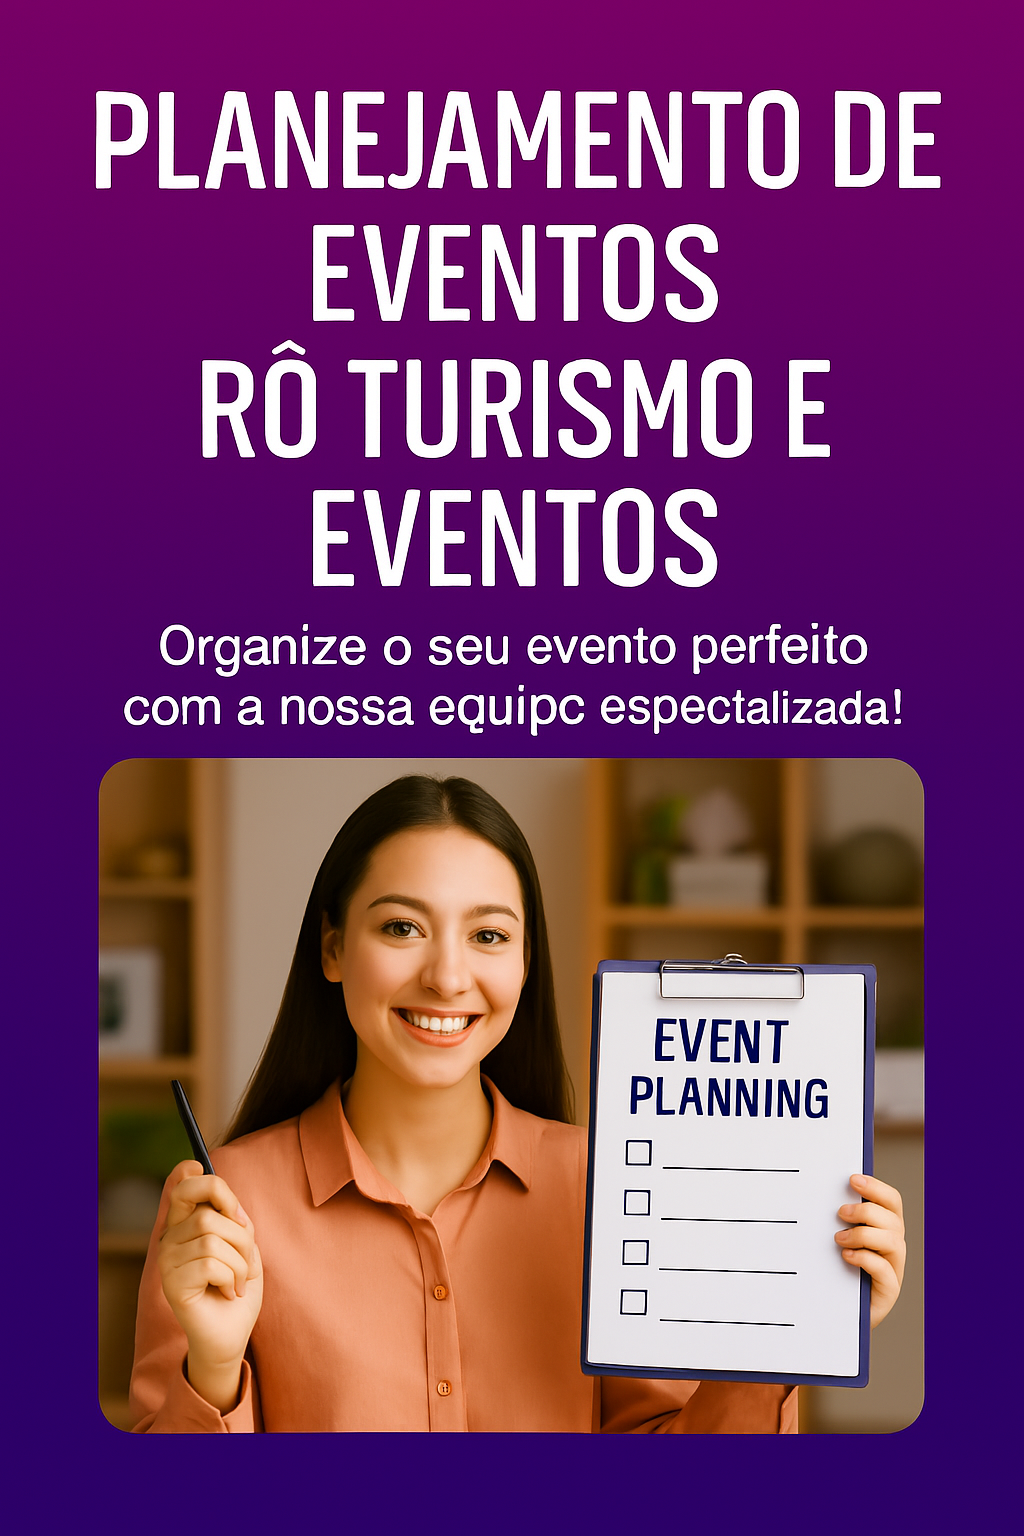 PLANEJAMENTO DE
EVENTOS
RÔ TURISMO E
EVENTOS
Organize o seu evento perfeito
com a nossa equipc espectalizada!
EVENT
PLANNING